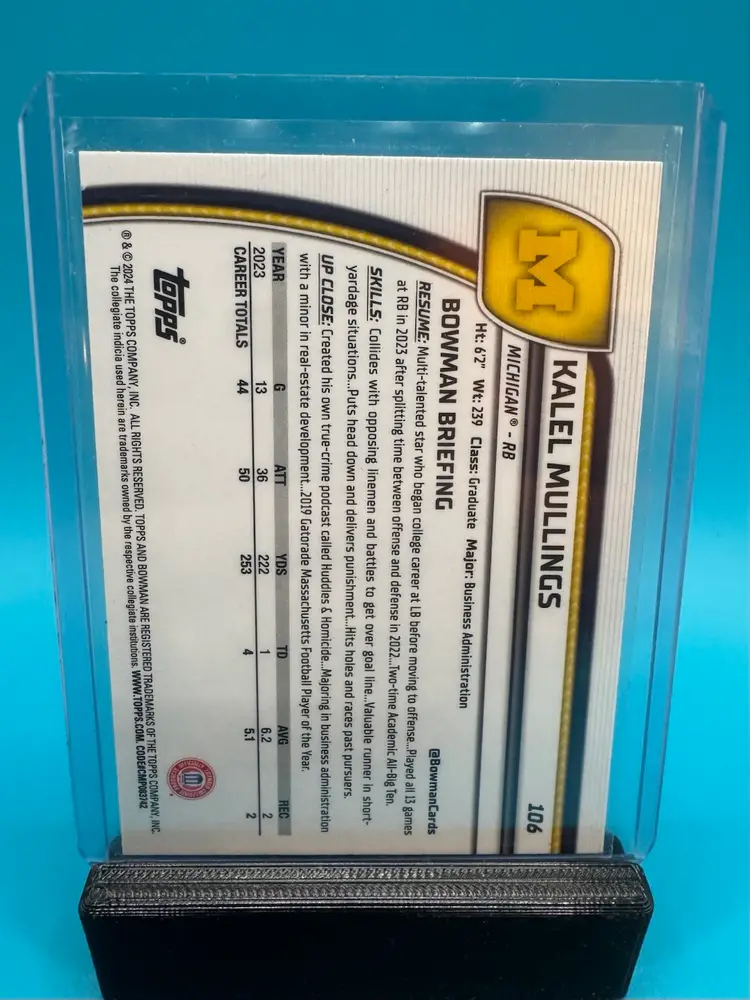 M
KALEL MULLINGS
106
MICHIGAN® - RB
Ht: 6'2" Wt: 239 Class: Graduate Major: Business Administration
BOWMAN BRIEFING
@BowmanCards
RESUME: Multi-talented star who began college career at LB before moving to offense...Played all 13 games
at RB in 2023 after splitting time between offense and defense in 2022...Two-time Academic All-Big Ten.
SKILLS: Collides with opposing linemen and battles to get over goal line...Valuable runner in short-
yardage situations...Puts head down and delivers punishment...Hits holes and races past pursuers.
UP CLOSE: Created his own true-crime podcast called Huddles & Homicide...Majoring in business administration
with a minor in real-estate development...2019 Gatorade Massachusetts Football Player of the Year.
YEAR G ATT YDS TD AVG REC
2023 13 36 222 1 6.2 2
CAREER TOTALS 44 50 253 4 5.1 2
topps®
® & © 2024 THE TOPPS COMPANY, INC. ALL RIGHTS RESERVED. TOPPS AND BOWMAN ARE REGISTERED TRADEMARKS OF THE TOPPS COMPANY, INC.
The collegiate indicia used herein are trademarks owned by the respective collegiate institutions. WWW.TOPPS.COM. CODE#CMP083742